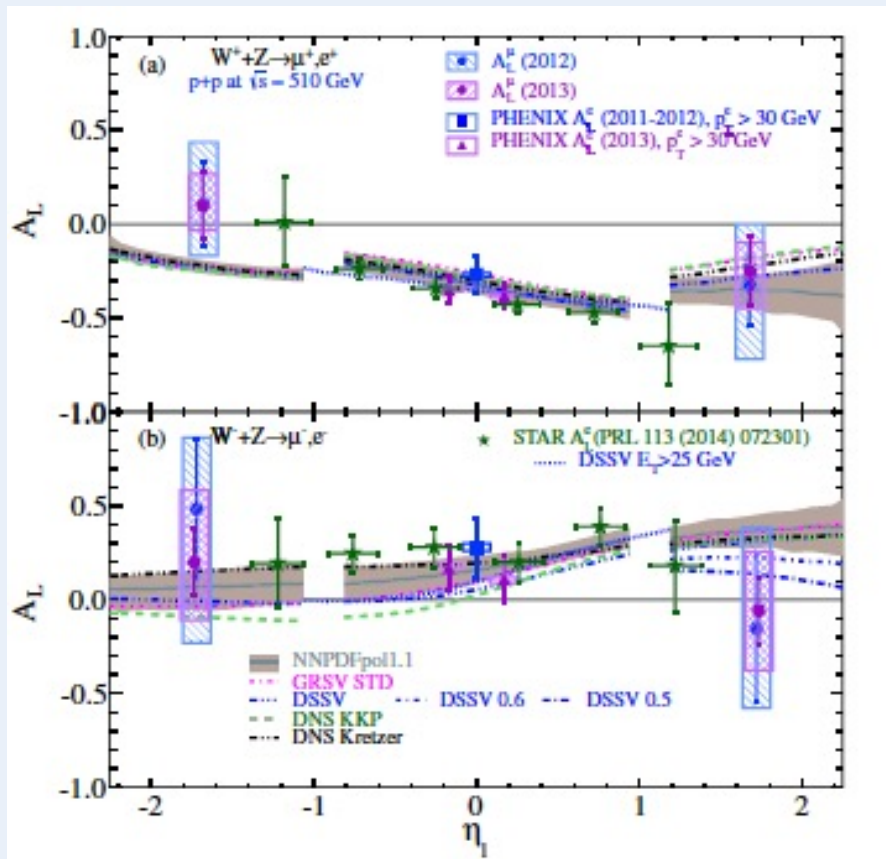 1.0
(a)
W⁺+Z→μ⁺,e⁺
p+p at √s = 510 GeV
A_L^μ (2012)
A_L^μ (2013)
PHENIX A_L^e (2011-2012), p_T^e > 30 GeV
PHENIX A_L^e (2013), p_T^e > 30 GeV
0.5
A_L
0.0
-0.5
-1.0
(b)
W⁻+Z→μ⁻,e⁻
STAR A_L^e (PRL 113 (2014) 072301)
DSSV E_T>25 GeV
0.5
A_L
0.0
NNPDFpol1.1
GRSV STD
DSSV DSSV 0.6 DSSV 0.5
DNS KKP
DNS Kretzer
-0.5
-1.0
-2 -1 0 1 2
η_l